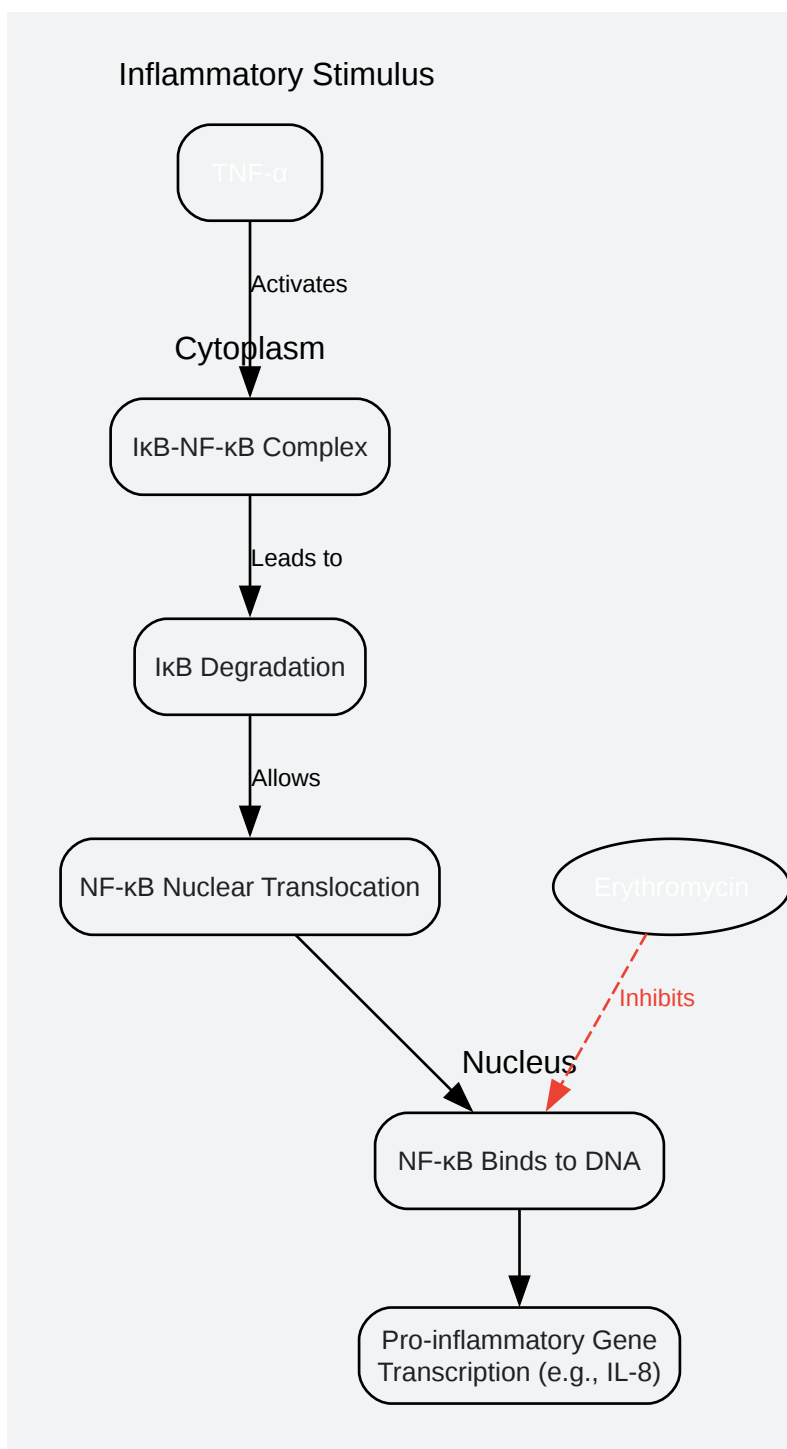 Inflammatory Stimulus
TNF-α
Activates
Cytoplasm
IκB-NF-κB Complex
Leads to
IκB Degradation
Allows
NF-κB Nuclear Translocation
Erythromycin
Inhibits
Nucleus
NF-κB Binds to DNA
Pro-inflammatory Gene
Transcription (e.g., IL-8)